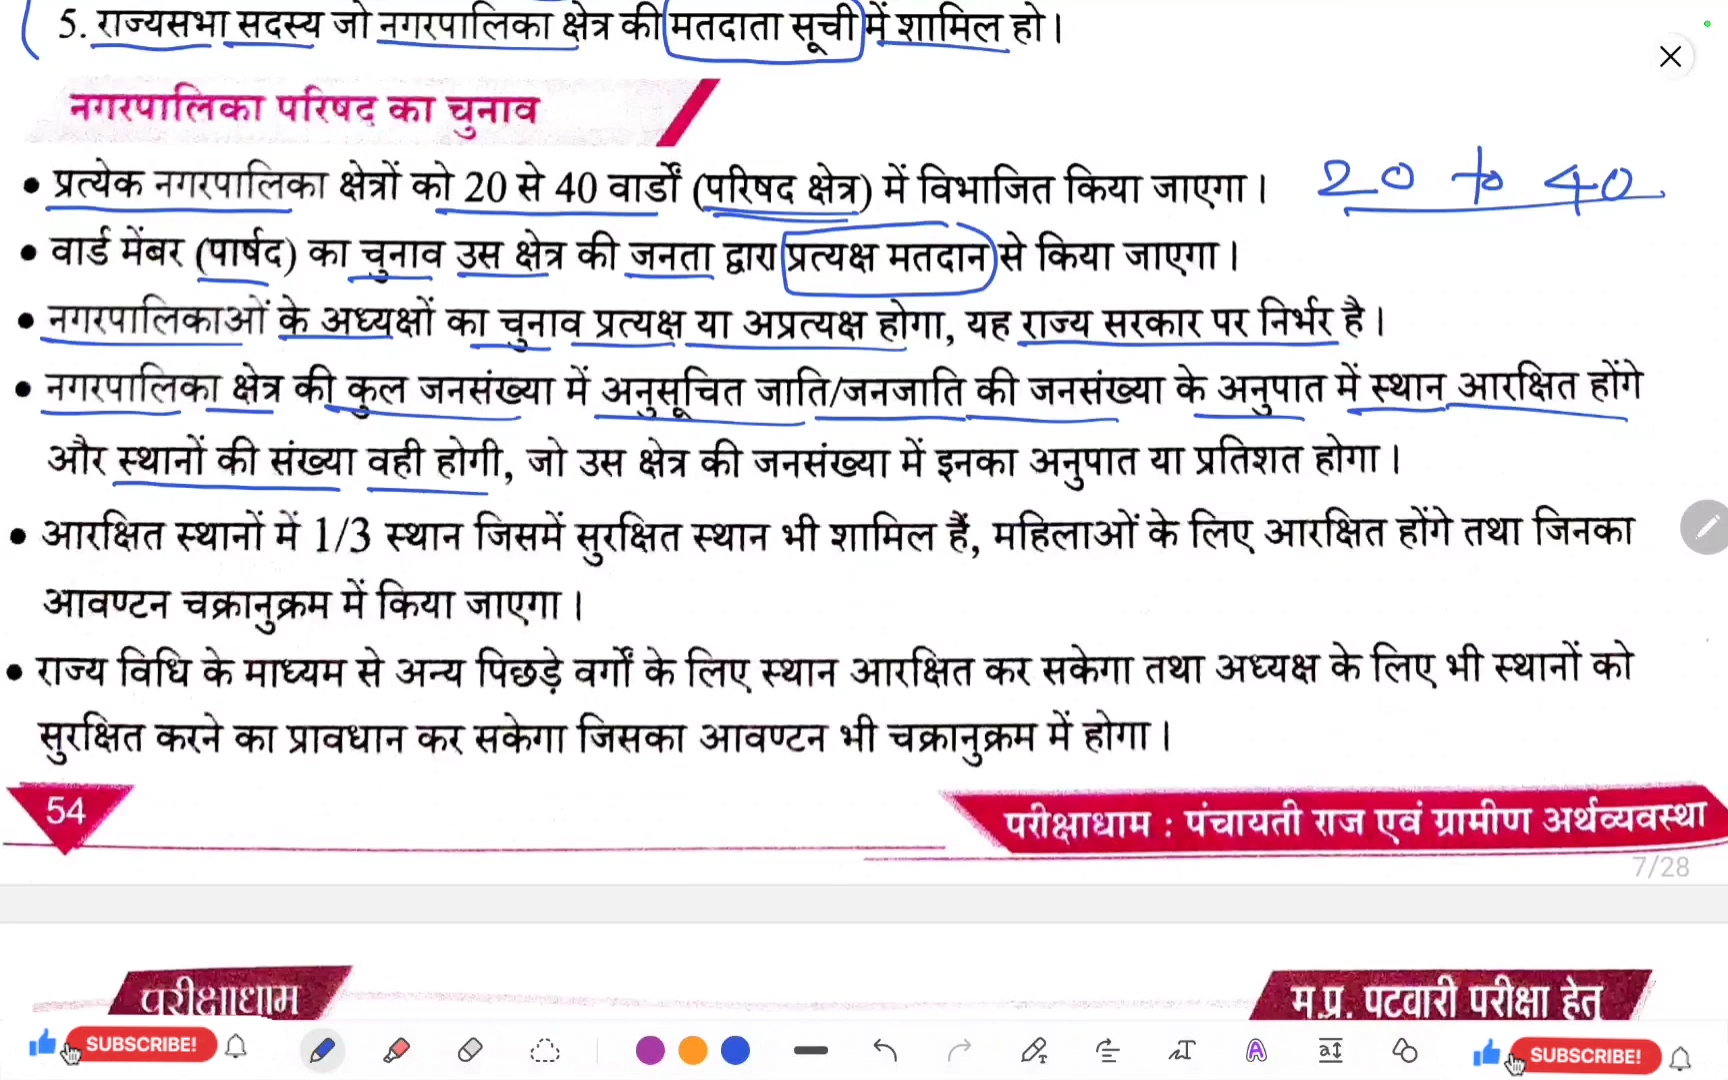 5. राज्यसभा सदस्य जो नगरपालिका क्षेत्र की मतदाता सूची में शामिल हो।
नगरपालिका परिषद का चुनाव
• प्रत्येक नगरपालिका क्षेत्रों को 20 से 40 वार्डों (परिषद क्षेत्र) में विभाजित किया जाएगा। 20 to 40
• वार्ड मेंबर (पार्षद) का चुनाव उस क्षेत्र की जनता द्वारा प्रत्यक्ष मतदान से किया जाएगा।
• नगरपालिकाओं के अध्यक्षों का चुनाव प्रत्यक्ष या अप्रत्यक्ष होगा, यह राज्य सरकार पर निर्भर है।
• नगरपालिका क्षेत्र की कुल जनसंख्या में अनुसूचित जाति/जनजाति की जनसंख्या के अनुपात में स्थान आरक्षित होंगे
और स्थानों की संख्या वही होगी, जो उस क्षेत्र की जनसंख्या में इनका अनुपात या प्रतिशत होगा।
• आरक्षित स्थानों में 1/3 स्थान जिसमें सुरक्षित स्थान भी शामिल हैं, महिलाओं के लिए आरक्षित होंगे तथा जिनका
आवण्टन चक्रानुक्रम में किया जाएगा।
• राज्य विधि के माध्यम से अन्य पिछड़े वर्गों के लिए स्थान आरक्षित कर सकेगा तथा अध्यक्ष के लिए भी स्थानों को
सुरक्षित करने का प्रावधान कर सकेगा जिसका आवण्टन भी चक्रानुक्रम में होगा।
54
परीक्षाधाम : पंचायती राज एवं ग्रामीण अर्थव्यवस्था
7/28
परीक्षाधाम
म.प्र. पटवारी परीक्षा हेतु
SUBSCRIBE!
SUBSCRIBE!